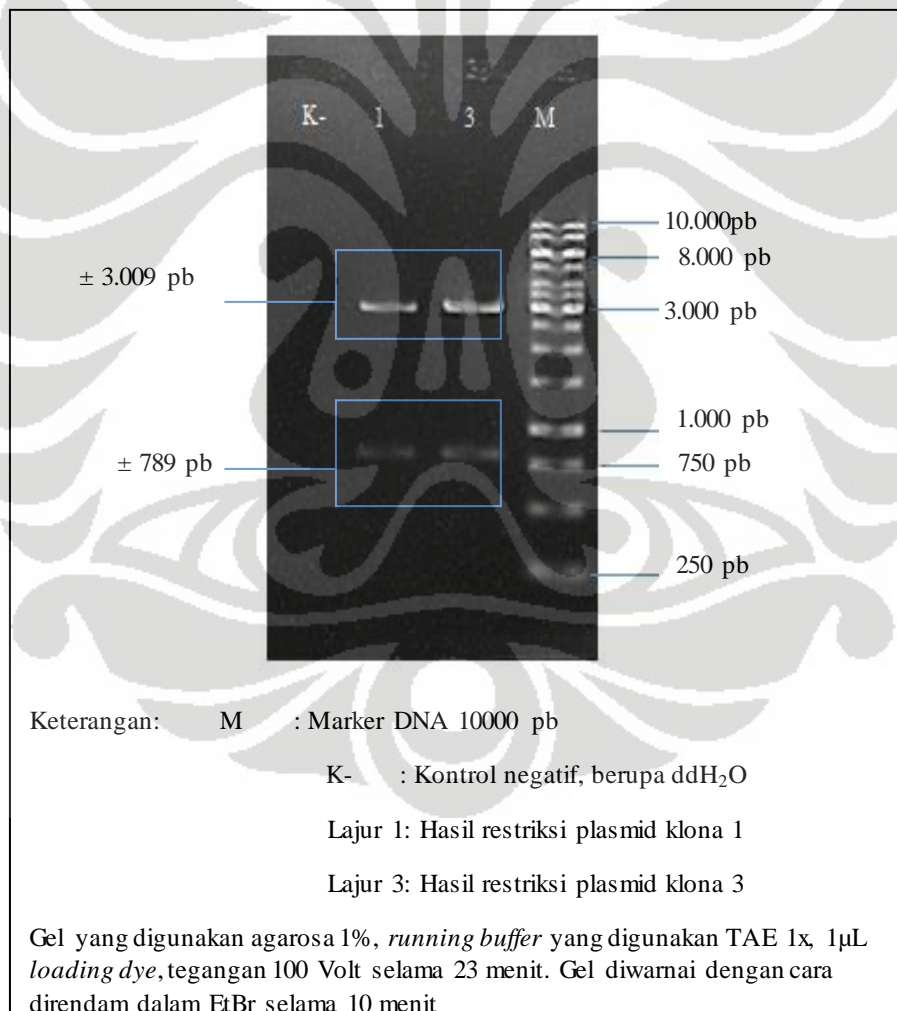 K- 1 3 M
10.000pb
8.000 pb
± 3.009 pb
3.000 pb
1.000 pb
± 789 pb
750 pb
250 pb
Keterangan: M : Marker DNA 10000 pb
K- : Kontrol negatif, berupa ddH₂O
Lajur 1: Hasil restriksi plasmid klona 1
Lajur 3: Hasil restriksi plasmid klona 3
Gel yang digunakan agarosa 1%, running buffer yang digunakan TAE 1x, 1µL
loading dye, tegangan 100 Volt selama 23 menit. Gel diwarnai dengan cara
direndam dalam EtBr selama 10 menit